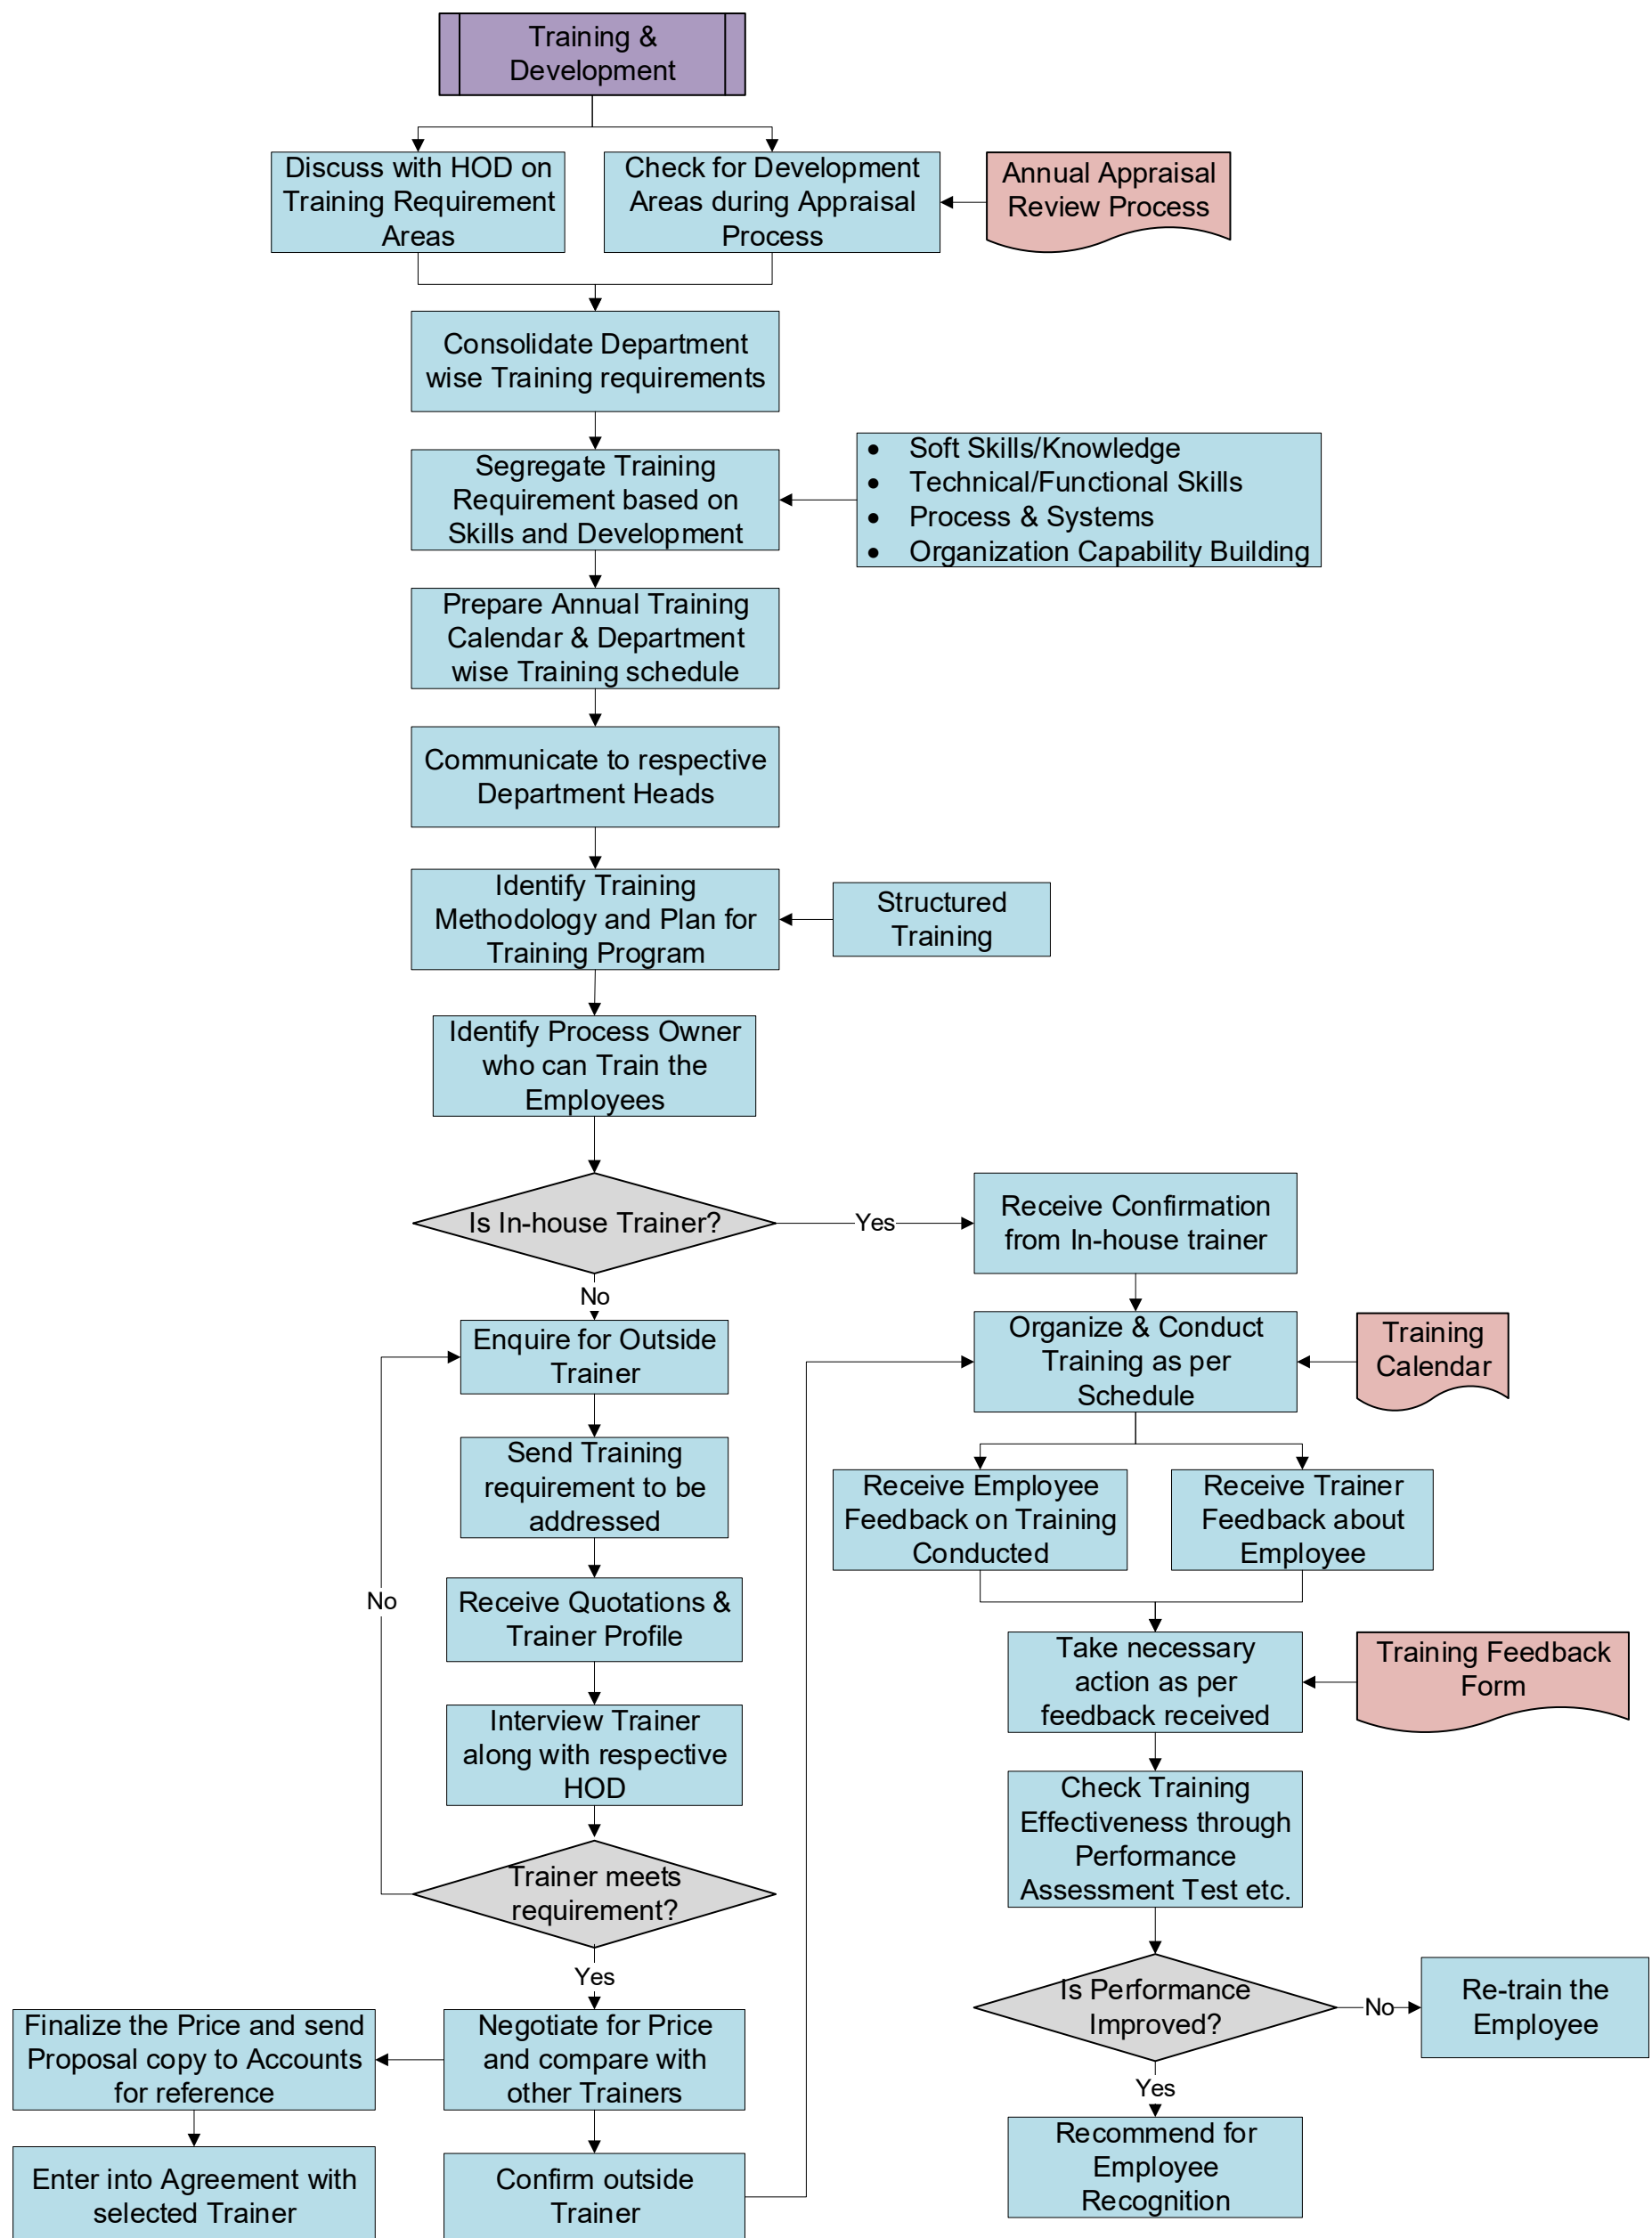 Training &
Development
Discuss with HOD on
Training Requirement
Areas
Check for Development
Areas during Appraisal
Process
Annual Appraisal
Review Process
Consolidate Department
wise Training requirements
Segregate Training
Requirement based on
Skills and Development
• Soft Skills/Knowledge
• Technical/Functional Skills
• Process & Systems
• Organization Capability Building
Prepare Annual Training
Calendar & Department
wise Training schedule
Communicate to respective
Department Heads
Identify Training
Methodology and Plan for
Training Program
Structured
Training
Identify Process Owner
who can Train the
Employees
Is In-house Trainer?
Yes
Receive Confirmation
from In-house trainer
No
Enquire for Outside
Trainer
Organize & Conduct
Training as per
Schedule
Training
Calendar
Send Training
requirement to be
addressed
Receive Employee
Feedback on Training
Conducted
Receive Trainer
Feedback about
Employee
No
Receive Quotations &
Trainer Profile
Take necessary
action as per
feedback received
Training Feedback
Form
Interview Trainer
along with respective
HOD
Check Training
Effectiveness through
Performance
Assessment Test etc.
Trainer meets
requirement?
Yes
Is Performance
Improved?
No
Re-train the
Employee
Finalize the Price and send
Proposal copy to Accounts
for reference
Negotiate for Price
and compare with
other Trainers
Yes
Recommend for
Employee
Recognition
Enter into Agreement with
selected Trainer
Confirm outside
Trainer